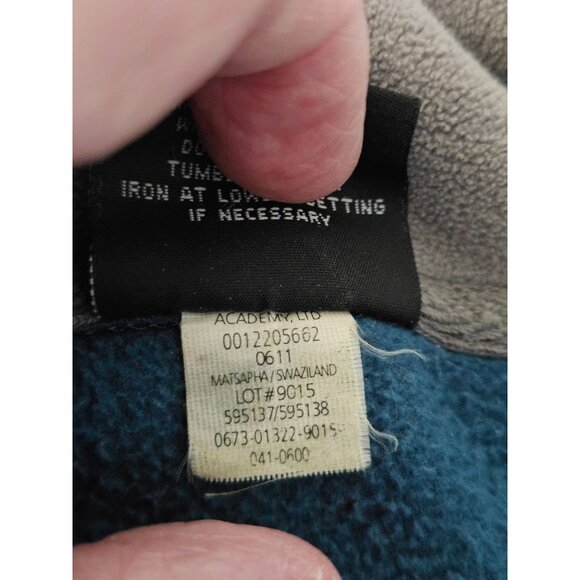 IRON AT SETTING
IF NECESSARY
ACADEMY, LTD
0012205662
0611
MATSAPHA/SWAZILAND
LOT#9015
595137/595138
0673-01322-9015-
041-0600